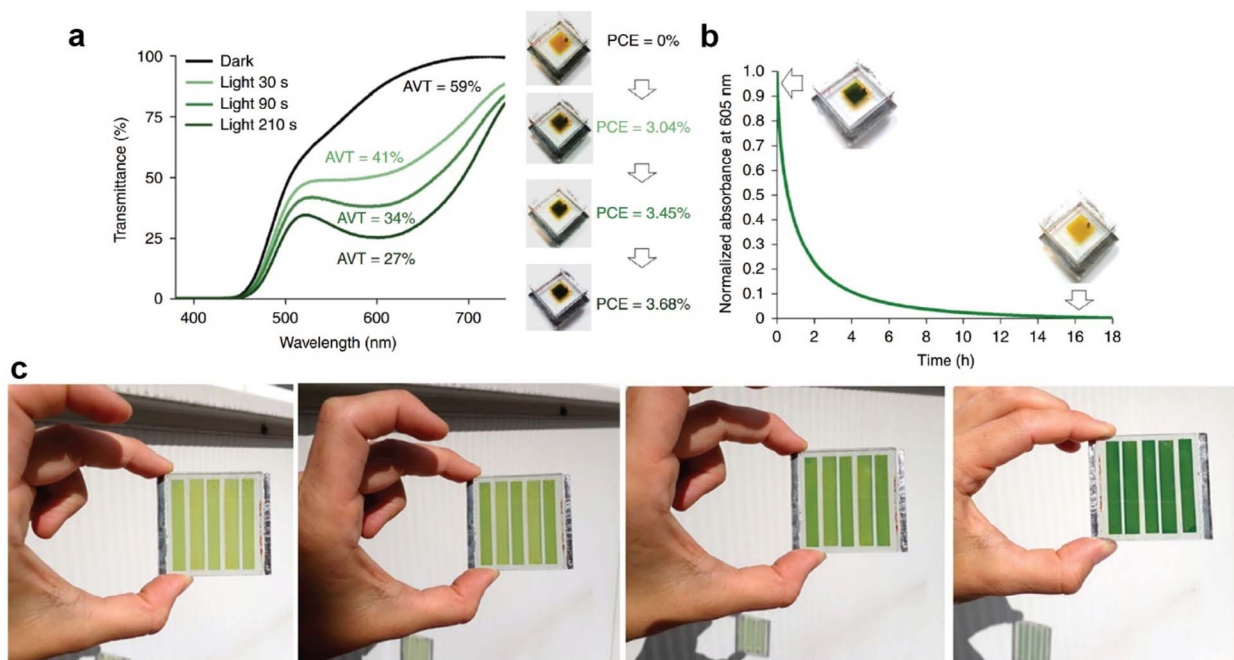 a
100
75
50
25
0
Transmittance (%)
Dark
Light 30 s
Light 90 s
Light 210 s
AVT = 59%
AVT = 41%
AVT = 34%
AVT = 27%
400
500
600
700
Wavelength (nm)
PCE = 0%
PCE = 3.04%
PCE = 3.45%
PCE = 3.68%
b
Normalized absorbance at 605 nm
1.0
0.9
0.8
0.7
0.6
0.5
0.4
0.3
0.2
0.1
0
0 2 4 6 8 10 12 14 16 18
Time (h)
c